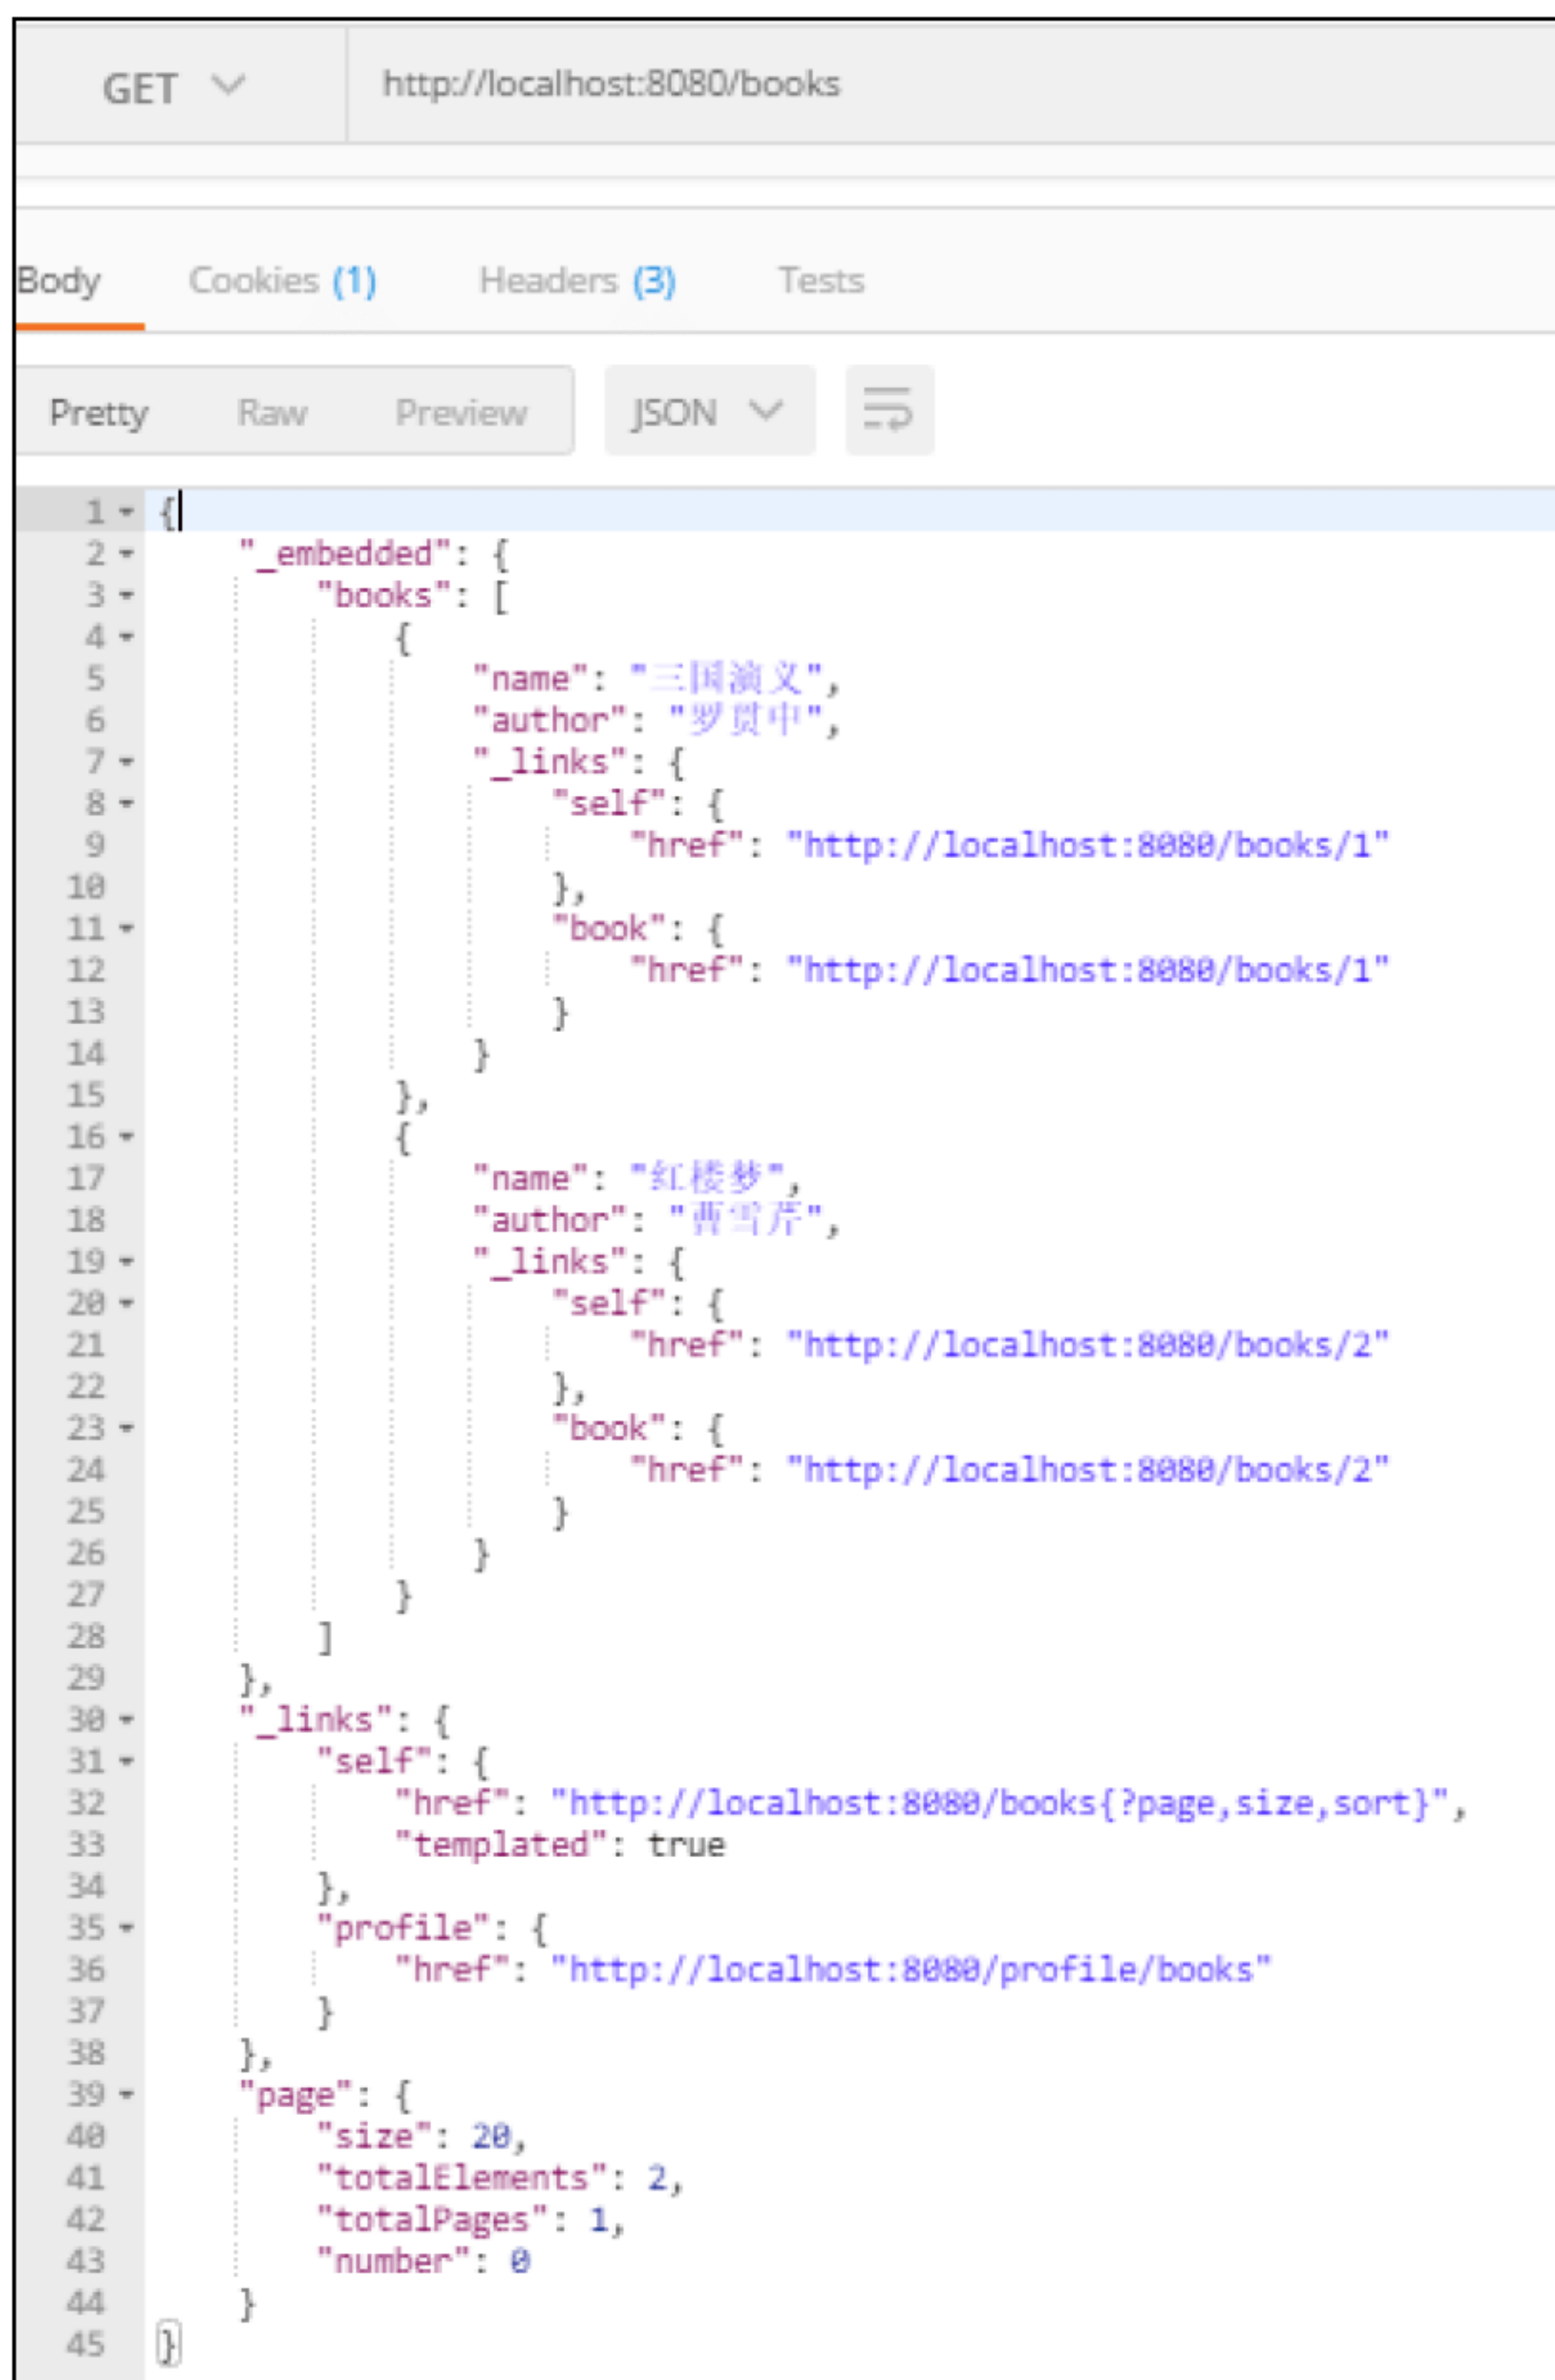 GET http://localhost:8080/books
Body Cookies (1) Headers (3) Tests
Pretty Raw Preview JSON
1 {
2 "_embedded": {
3 "books": [
4 {
5 "name": "三国演义",
6 "author": "罗贯中",
7 "_links": {
8 "self": {
9 "href": "http://localhost:8080/books/1"
10 },
11 "book": {
12 "href": "http://localhost:8080/books/1"
13 }
14 }
15 },
16 {
17 "name": "红楼梦",
18 "author": "曹雪芹",
19 "_links": {
20 "self": {
21 "href": "http://localhost:8080/books/2"
22 },
23 "book": {
24 "href": "http://localhost:8080/books/2"
25 }
26 }
27 }
28 ]
29 },
30 "_links": {
31 "self": {
32 "href": "http://localhost:8080/books{?page,size,sort}",
33 "templated": true
34 },
35 "profile": {
36 "href": "http://localhost:8080/profile/books"
37 }
38 },
39 "page": {
40 "size": 20,
41 "totalElements": 2,
42 "totalPages": 1,
43 "number": 0
44 }
45 }